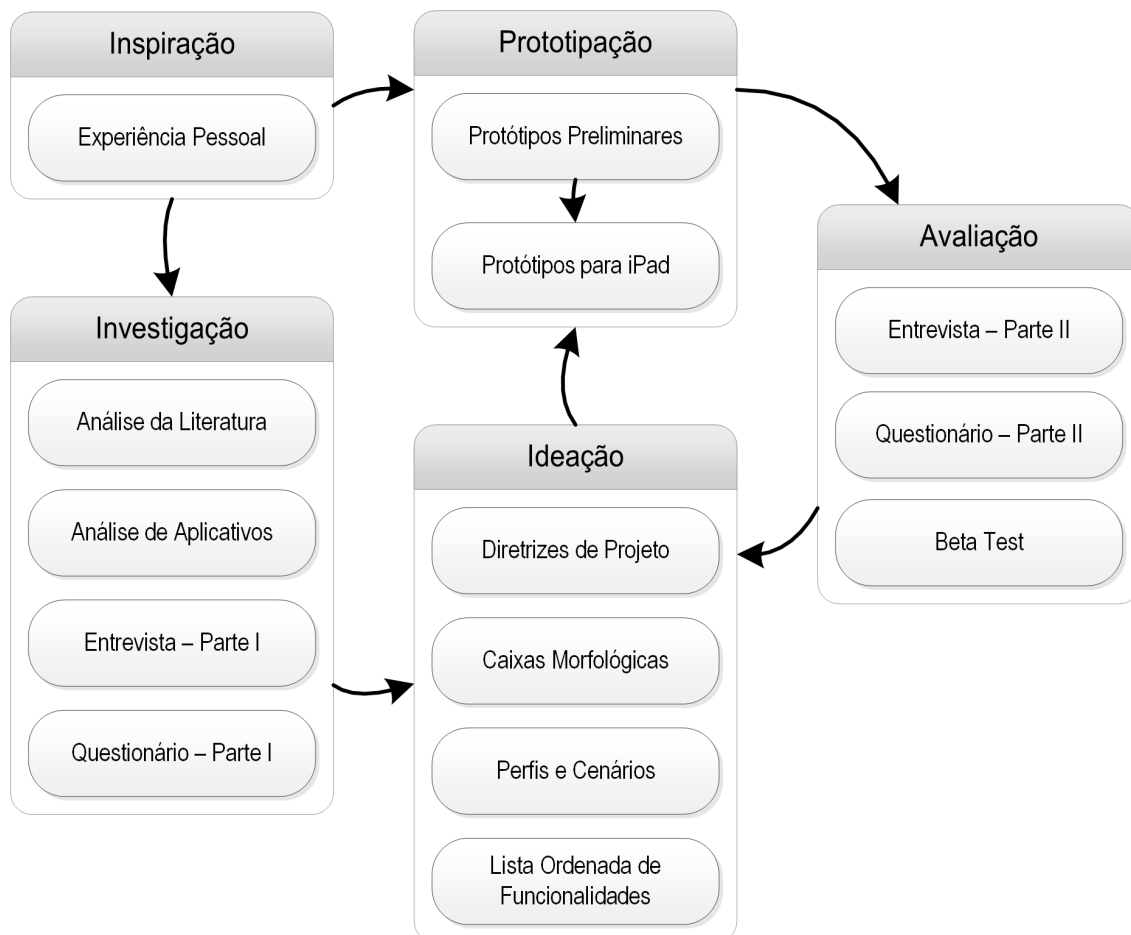 Inspiração
Experiência Pessoal
Prototipação
Protótipos Preliminares
Protótipos para iPad
Avaliação
Entrevista – Parte II
Questionário – Parte II
Beta Test
Investigação
Análise da Literatura
Análise de Aplicativos
Entrevista – Parte I
Questionário – Parte I
Ideação
Diretrizes de Projeto
Caixas Morfológicas
Perfis e Cenários
Lista Ordenada de
Funcionalidades